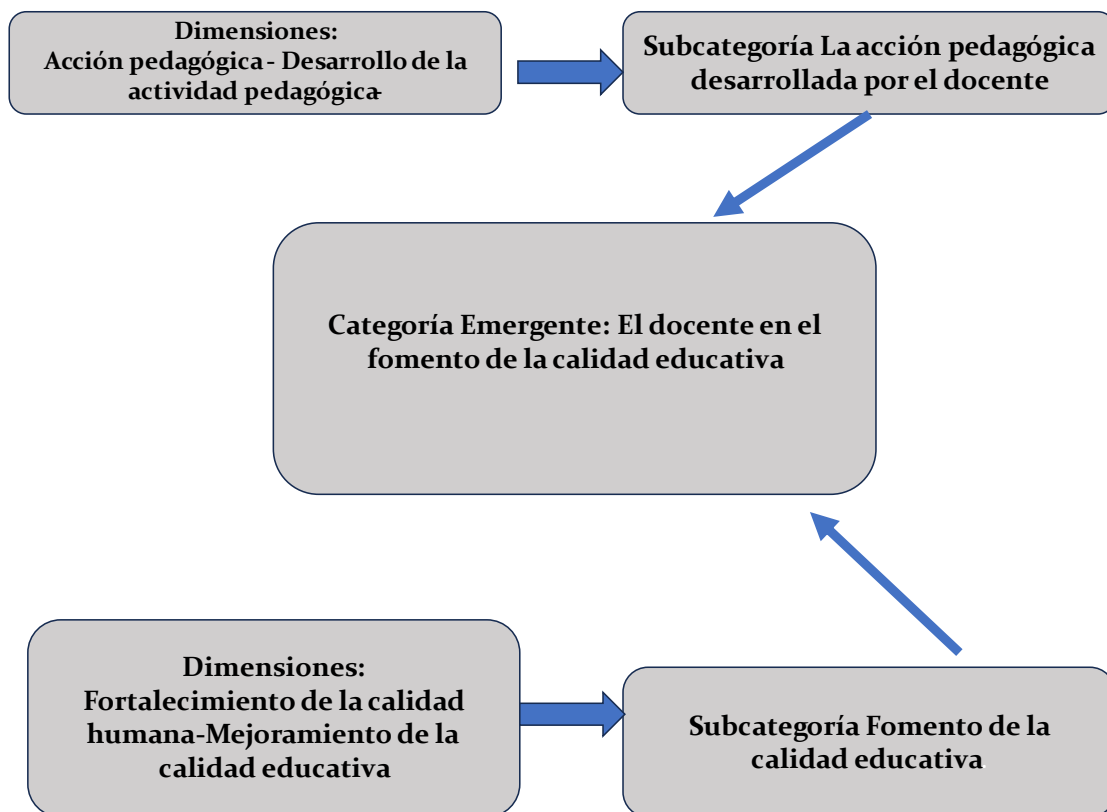 Dimensiones:
Acción pedagógica - Desarrollo de la
actividad pedagógica-
Subcategoría La acción pedagógica
desarrollada por el docente
Categoría Emergente: El docente en el
fomento de la calidad educativa
Dimensiones:
Fortalecimiento de la calidad
humana-Mejoramiento de la
calidad educativa
Subcategoría Fomento de la
calidad educativa.